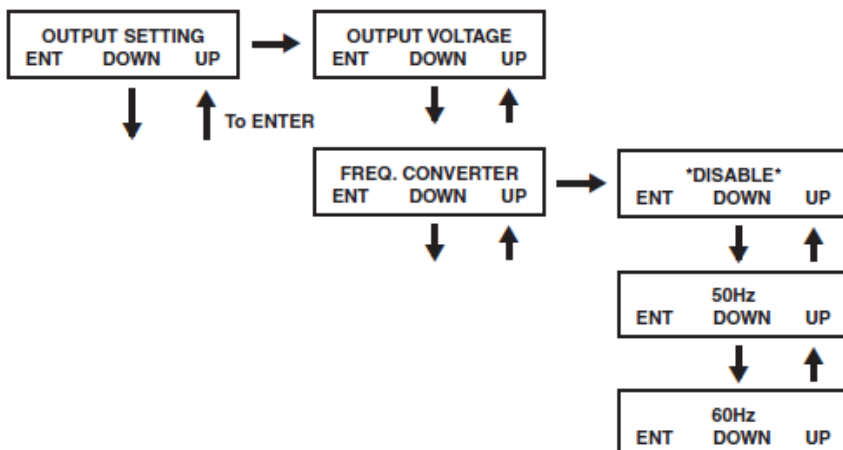 OUTPUT SETTING
ENT DOWN UP
OUTPUT VOLTAGE
ENT DOWN UP
To ENTER
FREQ. CONVERTER
ENT DOWN UP
*DISABLE*
ENT DOWN UP
50Hz
ENT DOWN UP
60Hz
ENT DOWN UP